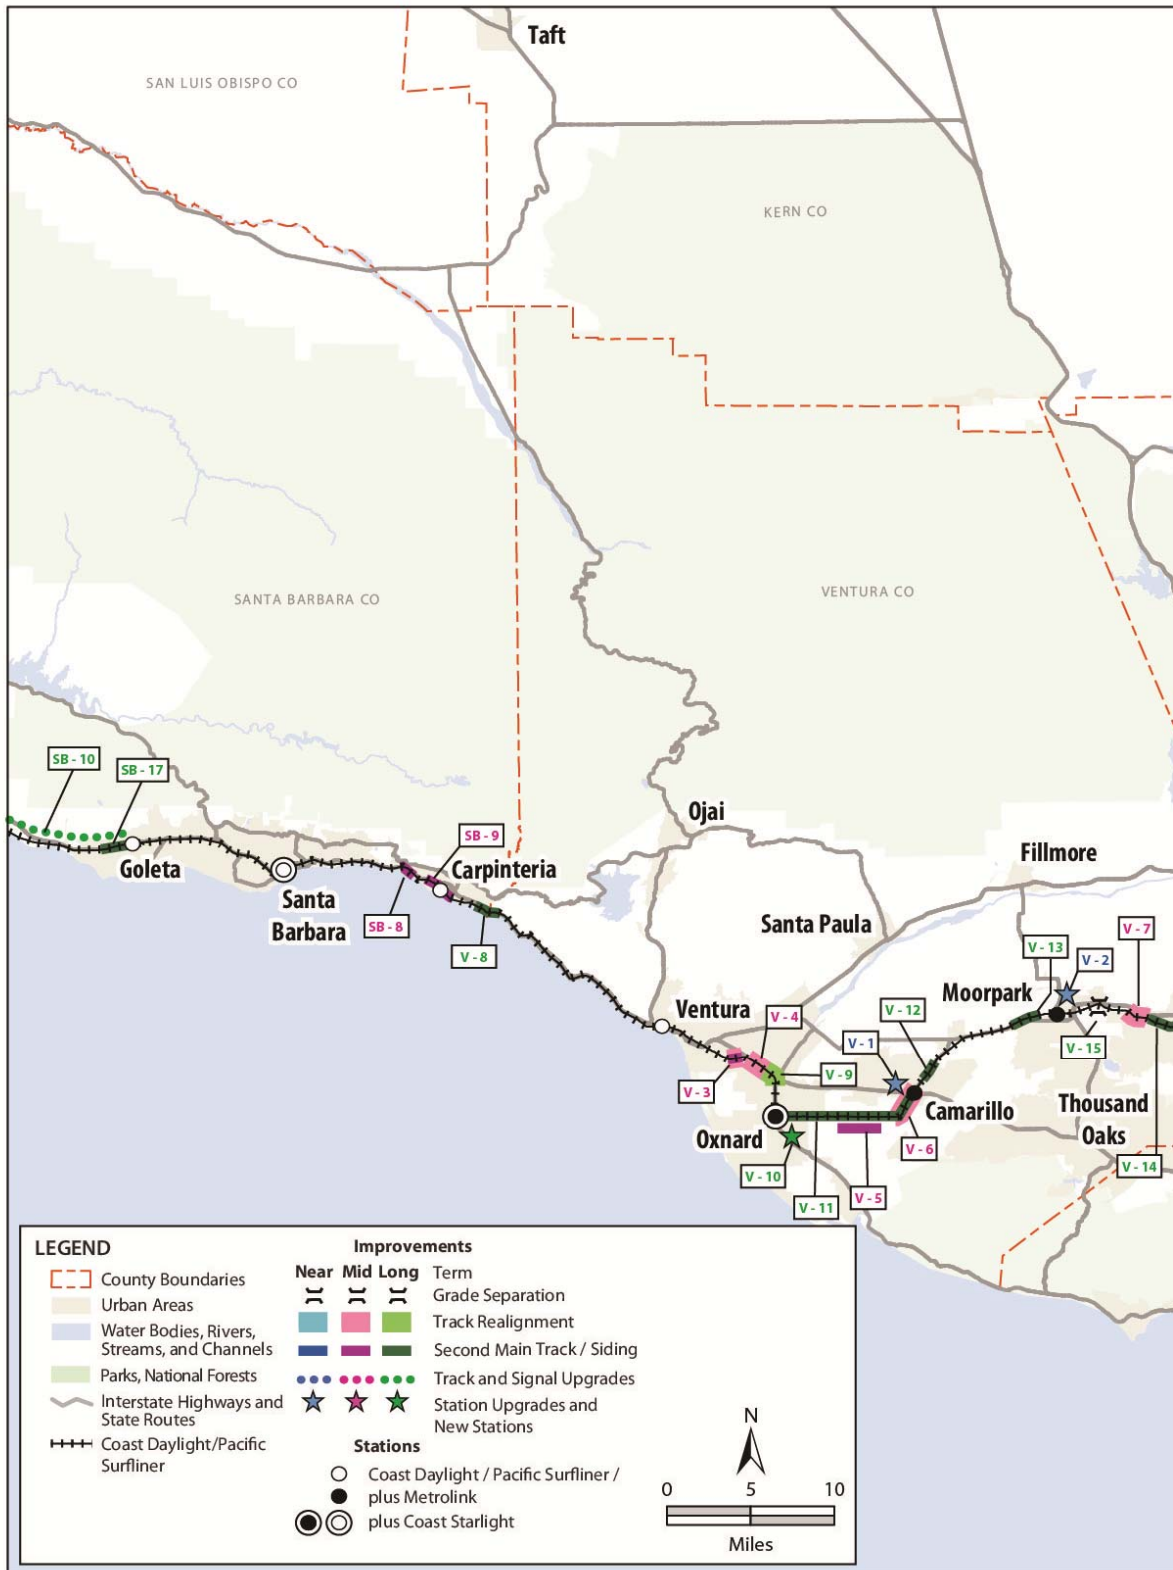 Taft
SAN LUIS OBISPO CO
KERN CO
SANTA BARBARA CO
VENTURA CO
SB - 10
SB - 17
Goleta
Santa
Barbara
SB - 9
Carpinteria
SB - 8
V - 8
Ojai
Fillmore
Santa Paula
Ventura
V - 4
V - 3
V - 9
Oxnard
V - 10
V - 11
V - 5
V - 6
V - 1
V - 12
Camarillo
Moorpark
V - 13
V - 2
V - 7
V - 15
Thousand
Oaks
V - 14
LEGEND
County Boundaries
Urban Areas
Water Bodies, Rivers,
Streams, and Channels
Parks, National Forests
Interstate Highways and
State Routes
Coast Daylight/Pacific
Surfliner
Improvements
Near Mid Long Term
Grade Separation
Track Realignment
Second Main Track / Siding
Track and Signal Upgrades
Station Upgrades and
New Stations
Stations
Coast Daylight / Pacific Surfliner /
plus Metrolink
plus Coast Starlight
N
0 5 10
Miles